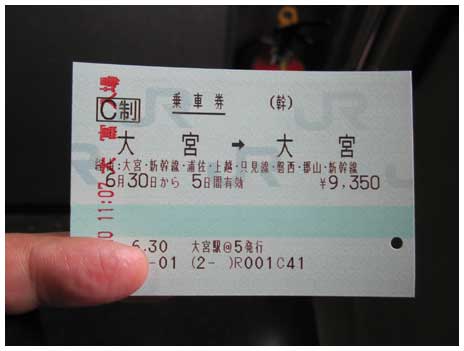 C制 乗車券 (幹)
大宮 → 大宮
経由:大宮・新幹線・浦佐・上越・只見線・磐西・郡山・新幹線
6月30日から 5日間有効 ¥9,350
6.30 大宮駅@5発行
-01 (2- )R001C41
11:07
JR